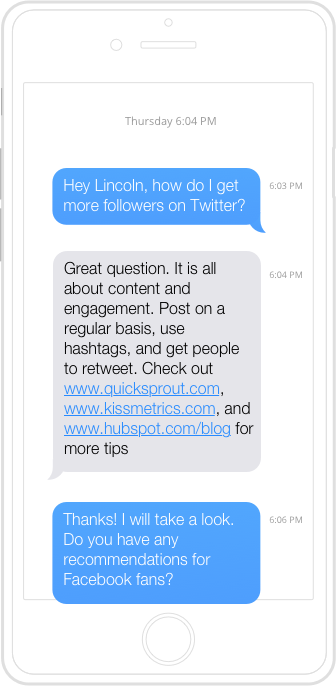 Thursday 6:04 PM
Hey Lincoln, how do I get
more followers on Twitter?
6:03 PM
Great question. It is all
about content and
engagement. Post on a
regular basis, use
hashtags, and get people
to retweet. Check out
www.quicksprout.com,
www.kissmetrics.com, and
www.hubspot.com/blog for
more tips
6:04 PM
Thanks! I will take a look.
Do you have any
recommendations for
Facebook fans?
6:06 PM